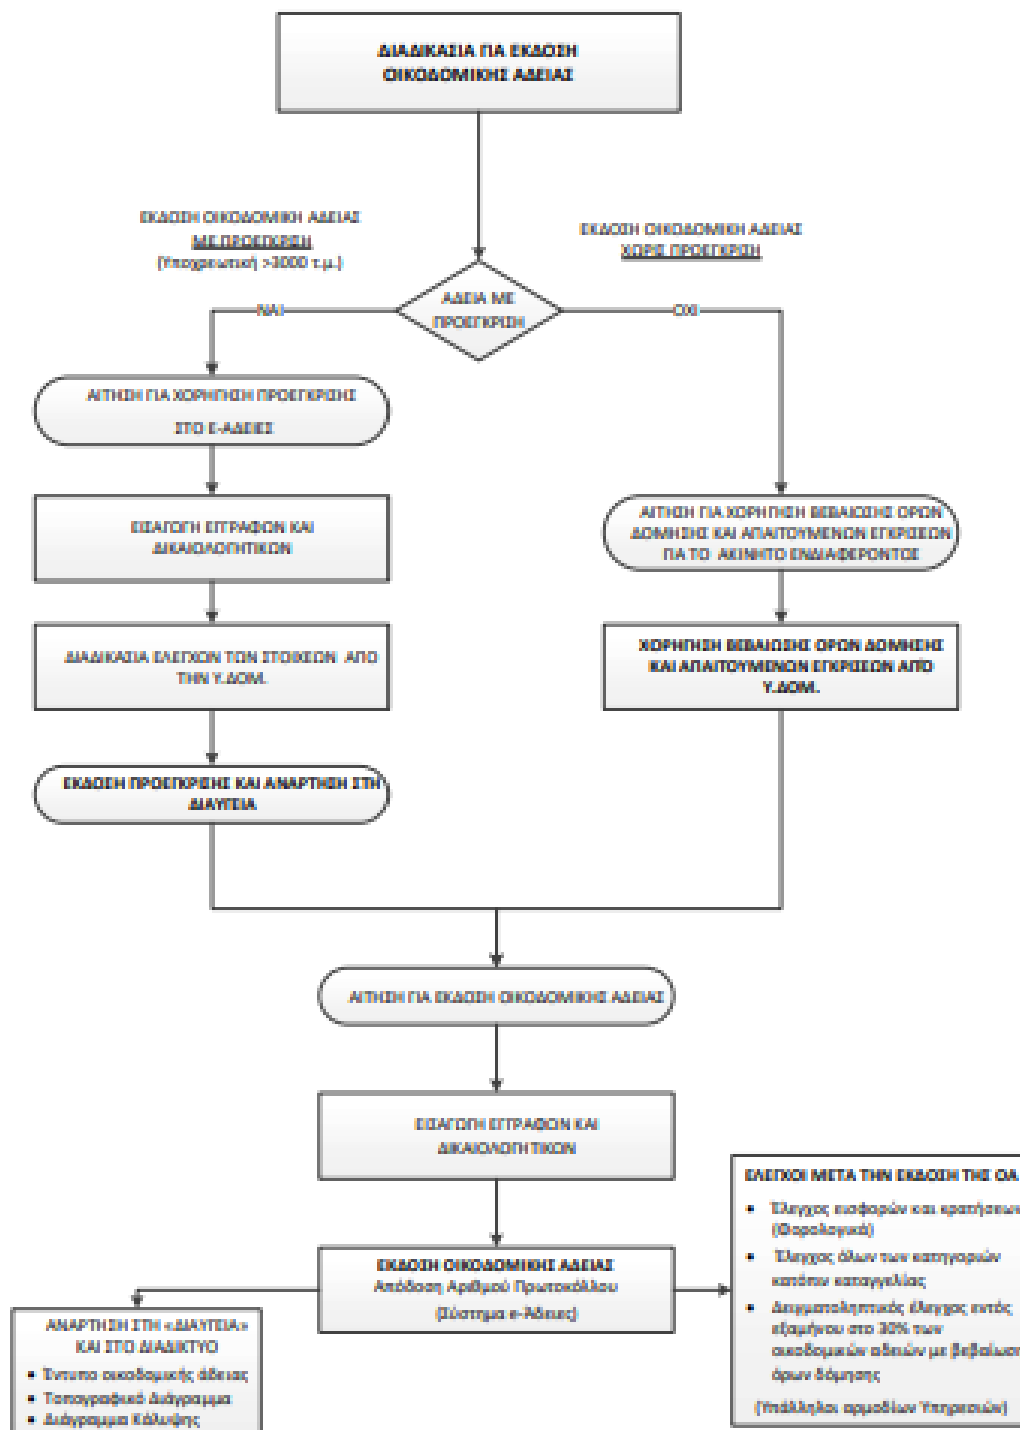 ΔΙΑΔΙΚΑΣΙΑ ΓΙΑ ΕΚΔΟΣΗ
ΟΙΚΟΔΟΜΙΚΗΣ ΑΔΕΙΑΣ
ΕΚΔΟΣΗ ΟΙΚΟΔΟΜΙΚΗ ΑΔΕΙΑΣ
ΜΕ ΠΡΟΕΓΚΡΙΣΗ
(Υποχρεωτική >3000 τ.μ.)
ΕΚΔΟΣΗ ΟΙΚΟΔΟΜΙΚΗ ΑΔΕΙΑΣ
ΧΩΡΙΣ ΠΡΟΕΓΚΡΙΣΗ
ΑΔΕΙΑ ΜΕ
ΠΡΟΕΓΚΡΙΣΗ
ΝΑΙ
ΟΧΙ
ΑΙΤΗΣΗ ΓΙΑ ΧΟΡΗΓΗΣΗ ΠΡΟΕΓΚΡΙΣΗΣ
ΣΤΟ Ε-ΑΔΕΙΕΣ
ΕΙΣΑΓΩΓΗ ΕΓΓΡΑΦΩΝ ΚΑΙ
ΔΙΚΑΙΟΛΟΓΗΤΙΚΩΝ
ΔΙΑΔΙΚΑΣΙΑ ΕΛΕΓΧΩΝ ΤΩΝ ΣΤΟΙΧΕΩΝ ΑΠΟ
ΤΗΝ Υ.ΔΟΜ.
ΕΚΔΟΣΗ ΠΡΟΕΓΚΡΙΣΗΣ ΚΑΙ ΑΝΑΡΤΗΣΗ ΣΤΗ
ΔΙΑΥΓΕΙΑ
ΑΙΤΗΣΗ ΓΙΑ ΧΟΡΗΓΗΣΗ ΒΕΒΑΙΩΣΗΣ ΟΡΩΝ
ΔΟΜΗΣΗΣ ΚΑΙ ΑΠΑΙΤΟΥΜΕΝΩΝ ΕΓΚΡΙΣΕΩΝ
ΓΙΑ ΤΟ ΑΚΙΝΗΤΟ ΕΝΔΙΑΦΕΡΟΝΤΟΣ
ΧΟΡΗΓΗΣΗ ΒΕΒΑΙΩΣΗΣ ΟΡΩΝ ΔΟΜΗΣΗΣ
ΚΑΙ ΑΠΑΙΤΟΥΜΕΝΩΝ ΕΓΚΡΙΣΕΩΝ ΑΠΌ
Υ.ΔΟΜ.
ΑΙΤΗΣΗ ΓΙΑ ΕΚΔΟΣΗ ΟΙΚΟΔΟΜΙΚΗΣ ΑΔΕΙΑΣ
ΕΙΣΑΓΩΓΗ ΕΓΓΡΑΦΩΝ ΚΑΙ
ΔΙΚΑΙΟΛΟΓΗΤΙΚΩΝ
ΕΚΔΟΣΗ ΟΙΚΟΔΟΜΙΚΗΣ ΑΔΕΙΑΣ
Απόδοση Αριθμού Πρωτοκόλλου
(Σύστημα e-Άδειες)
ΑΝΑΡΤΗΣΗ ΣΤΗ «ΔΙΑΥΓΕΙΑ»
ΚΑΙ ΣΤΟ ΔΙΑΔΙΚΤΥΟ
• Έντυπο οικοδομικής άδειας
• Τοπογραφικό Διάγραμμα
• Διάγραμμα Κάλυψης
ΕΛΕΓΧΟΙ ΜΕΤΑ ΤΗΝ ΕΚΔΟΣΗ ΤΗΣ ΟΑ
• Έλεγχος εισφορών και κρατήσεων
(Φορολογικά)
• Έλεγχος όλων των κατηγοριών
κατόπιν καταγγελίας
• Δειγματοληπτικός έλεγχος εντός
εξαμήνου στο 30% των
οικοδομικών αδειών με βεβαίωση
όρων δόμησης
(Υπάλληλοι αρμοδίων Υπηρεσιών)